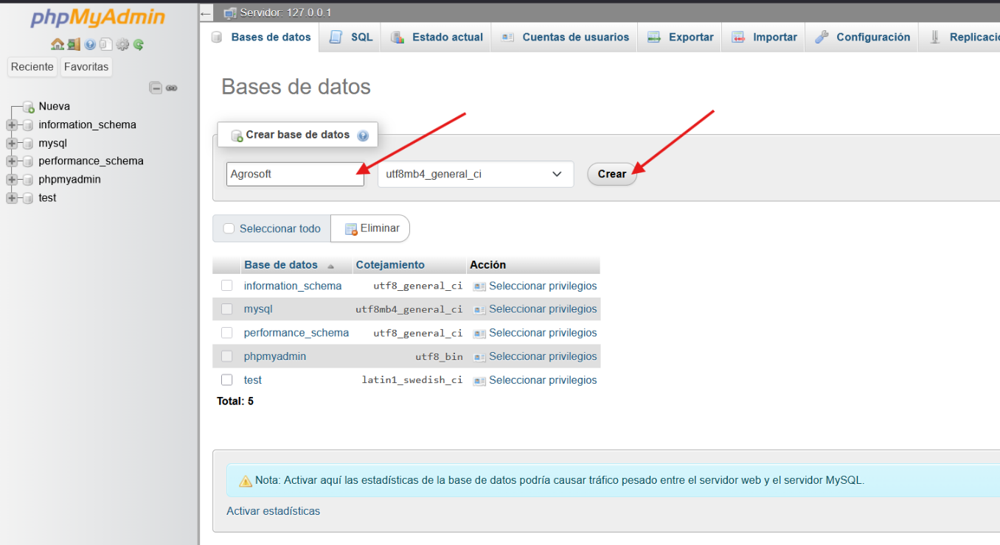 phpMyAdmin
Reciente Favoritas
Nueva
information_schema
mysql
performance_schema
phpmyadmin
test
Servidor: 127.0.0.1
Bases de datos SQL Estado actual Cuentas de usuarios Exportar Importar Configuración Replicació
Bases de datos
Crear base de datos
Agrosoft utf8mb4_general_ci Crear
Seleccionar todo Eliminar
Base de datos Cotejamiento Acción
information_schema utf8_general_ci Seleccionar privilegios
mysql utf8mb4_general_ci Seleccionar privilegios
performance_schema utf8_general_ci Seleccionar privilegios
phpmyadmin utf8_bin Seleccionar privilegios
test latin1_swedish_ci Seleccionar privilegios
Total: 5
Nota: Activar aquí las estadísticas de la base de datos podría causar tráfico pesado entre el servidor web y el servidor MySQL.
Activar estadísticas